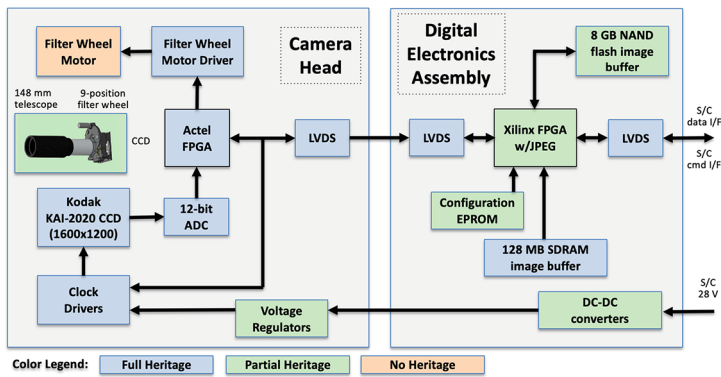 Filter Wheel
Motor
Filter Wheel
Motor Driver
Camera
Head
Digital
Electronics
Assembly
8 GB NAND
flash image
buffer
148 mm
telescope
9-position
filter wheel
CCD
Actel
FPGA
LVDS
LVDS
Xilinx FPGA
w/JPEG
LVDS
S/C
data I/F
S/C
cmd I/F
Kodak
KAI-2020 CCD
(1600x1200)
12-bit
ADC
Configuration
EPROM
128 MB SDRAM
image buffer
Clock
Drivers
Voltage
Regulators
DC-DC
converters
S/C
28 V
Color Legend:
Full Heritage
Partial Heritage
No Heritage